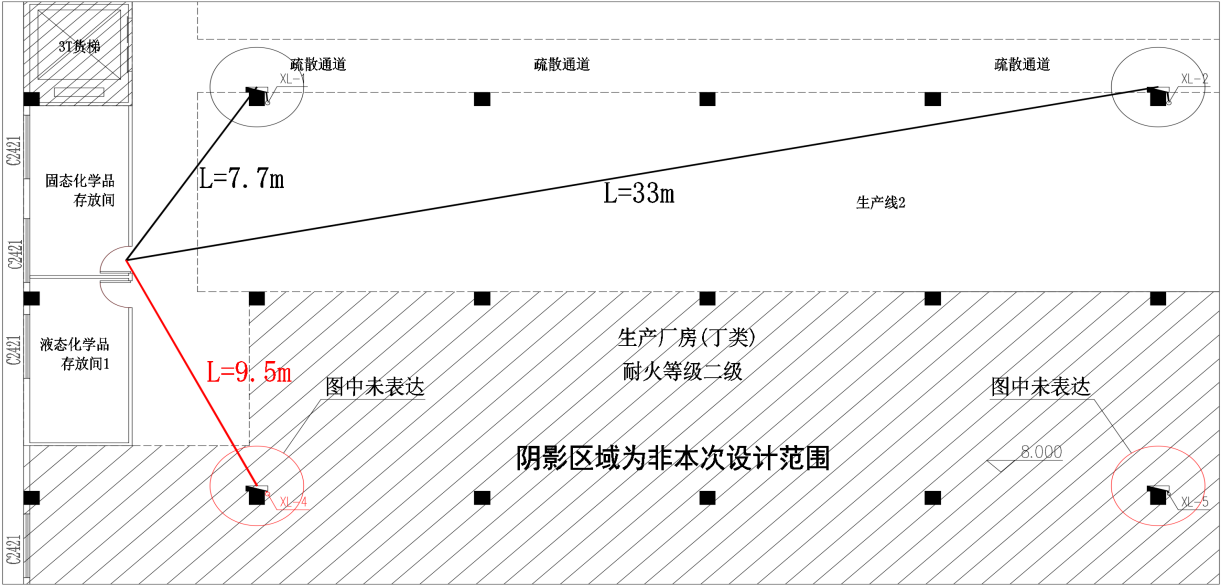 3T货梯
疏散通道
疏散通道
疏散通道
XL-1
XL-2
C2421
固态化学品
存放间
L=7.7m
L=33m
生产线2
C2421
液态化学品
存放间1
C2421
L=9.5m
生产厂房(丁类)
耐火等级二级
图中未表达
图中未表达
阴影区域为非本次设计范围
8.000
XL-4
XL-5
C2421